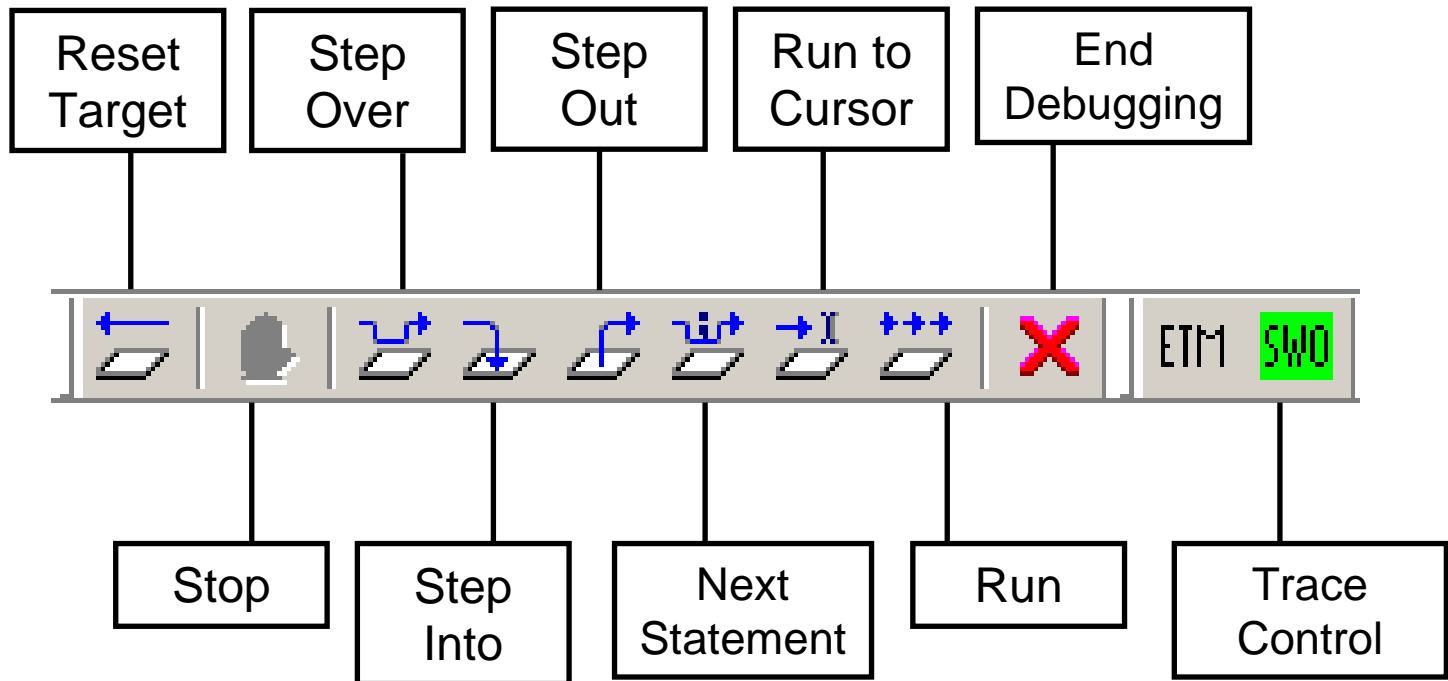 Reset
Target
Step
Over
Step
Out
Run to
Cursor
End
Debugging
ETM
SWO
Stop
Step
Into
Next
Statement
Run
Trace
Control